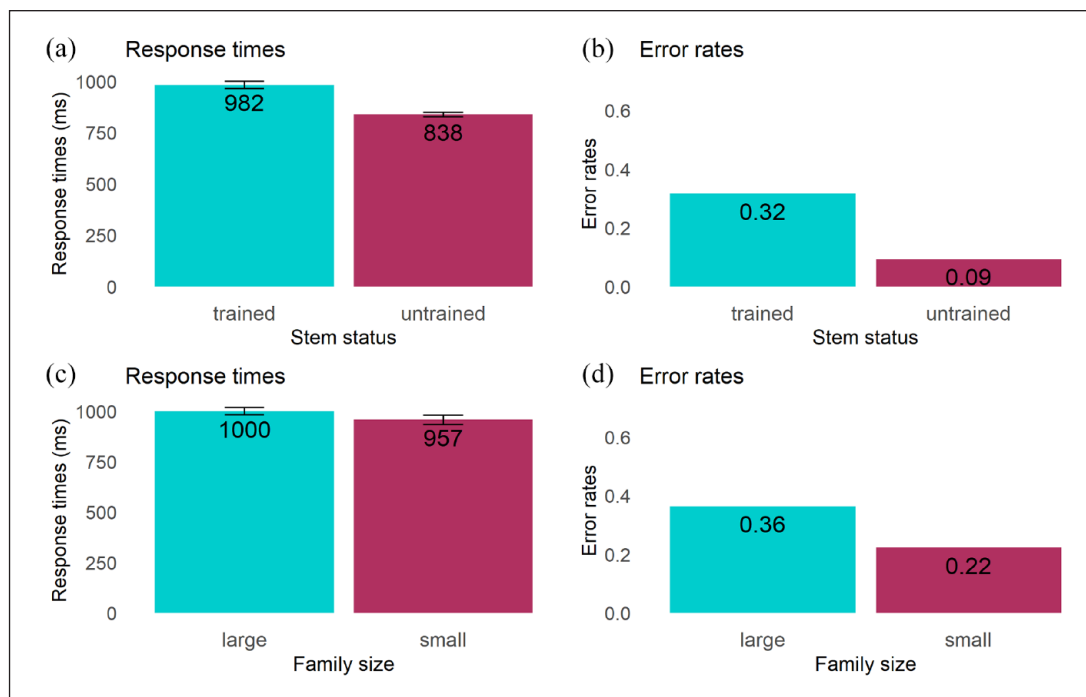 (a) Response times
Response times (ms)
1000
750
500
250
0
982
838
trained untrained
Stem status
(b) Error rates
Error rates
0.6
0.4
0.2
0.0
0.32
0.09
trained untrained
Stem status
(c) Response times
Response times (ms)
1000
750
500
250
0
1000
957
large small
Family size
(d) Error rates
Error rates
0.6
0.4
0.2
0.0
0.36
0.22
large small
Family size